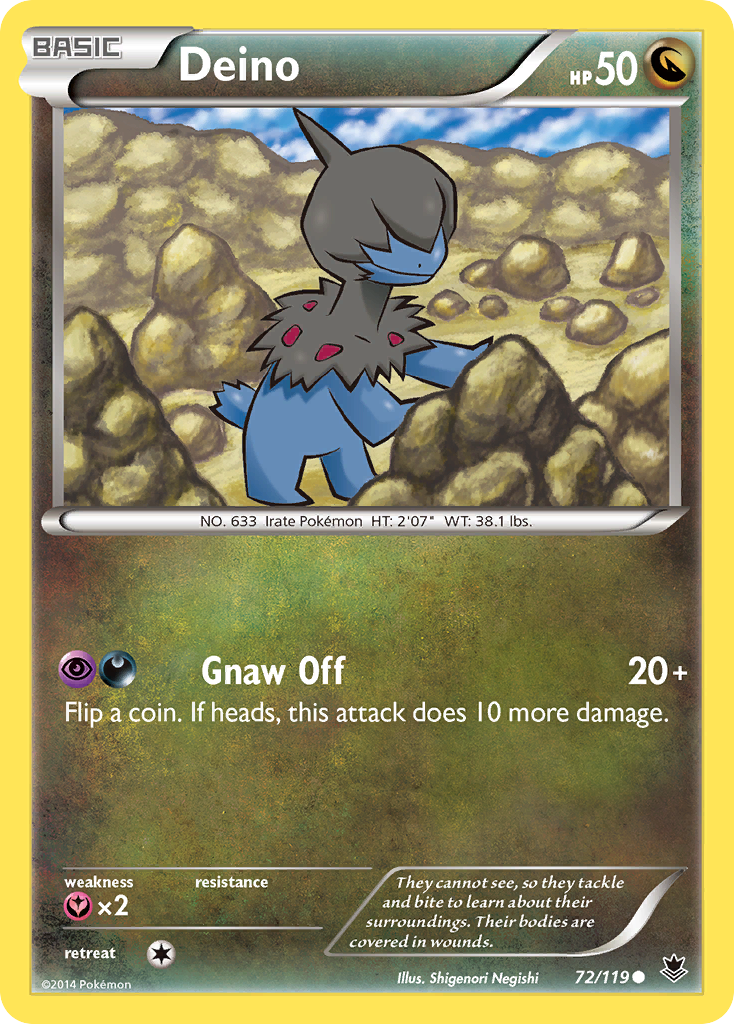 BASIC
Deino
HP50
NO. 633 Irate Pokémon HT: 2'07" WT: 38.1 lbs.
Gnaw Off 20+
Flip a coin. If heads, this attack does 10 more damage.
weakness resistance
×2
They cannot see, so they tackle
and bite to learn about their
surroundings. Their bodies are
covered in wounds.
retreat
Illus. Shigenori Negishi 72/119
©2014 Pokémon